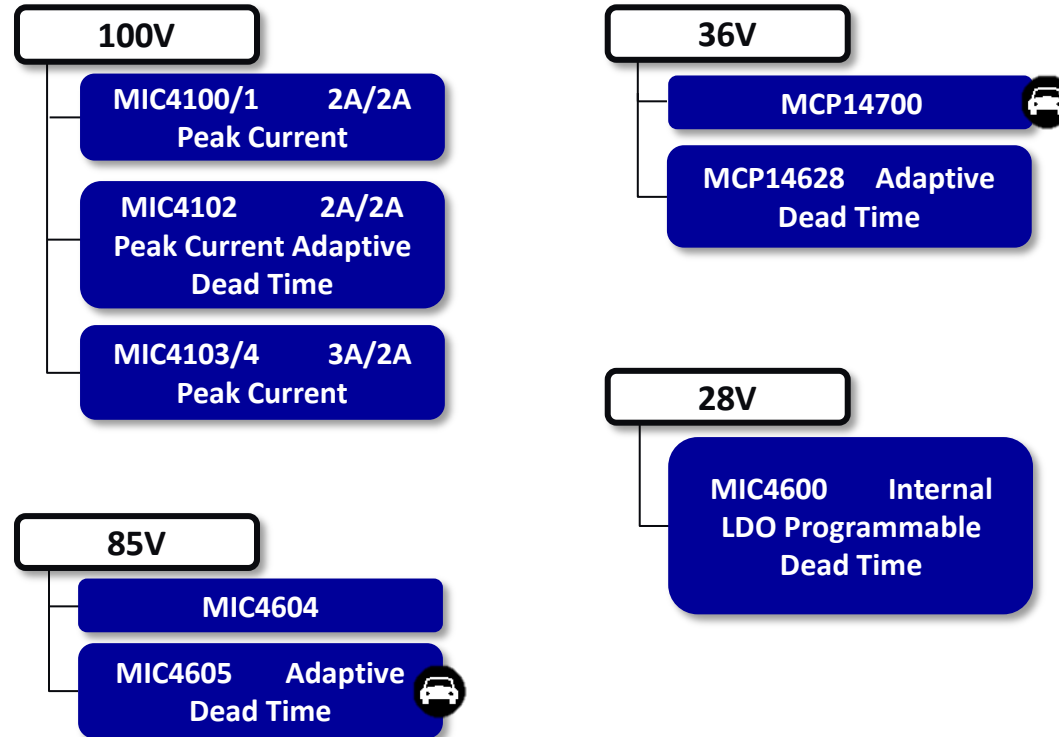 100V
MIC4100/1 2A/2A
Peak Current
MIC4102 2A/2A
Peak Current Adaptive
Dead Time
MIC4103/4 3A/2A
Peak Current
85V
MIC4604
MIC4605 Adaptive
Dead Time
36V
MCP14700
MCP14628 Adaptive
Dead Time
28V
MIC4600 Internal
LDO Programmable
Dead Time